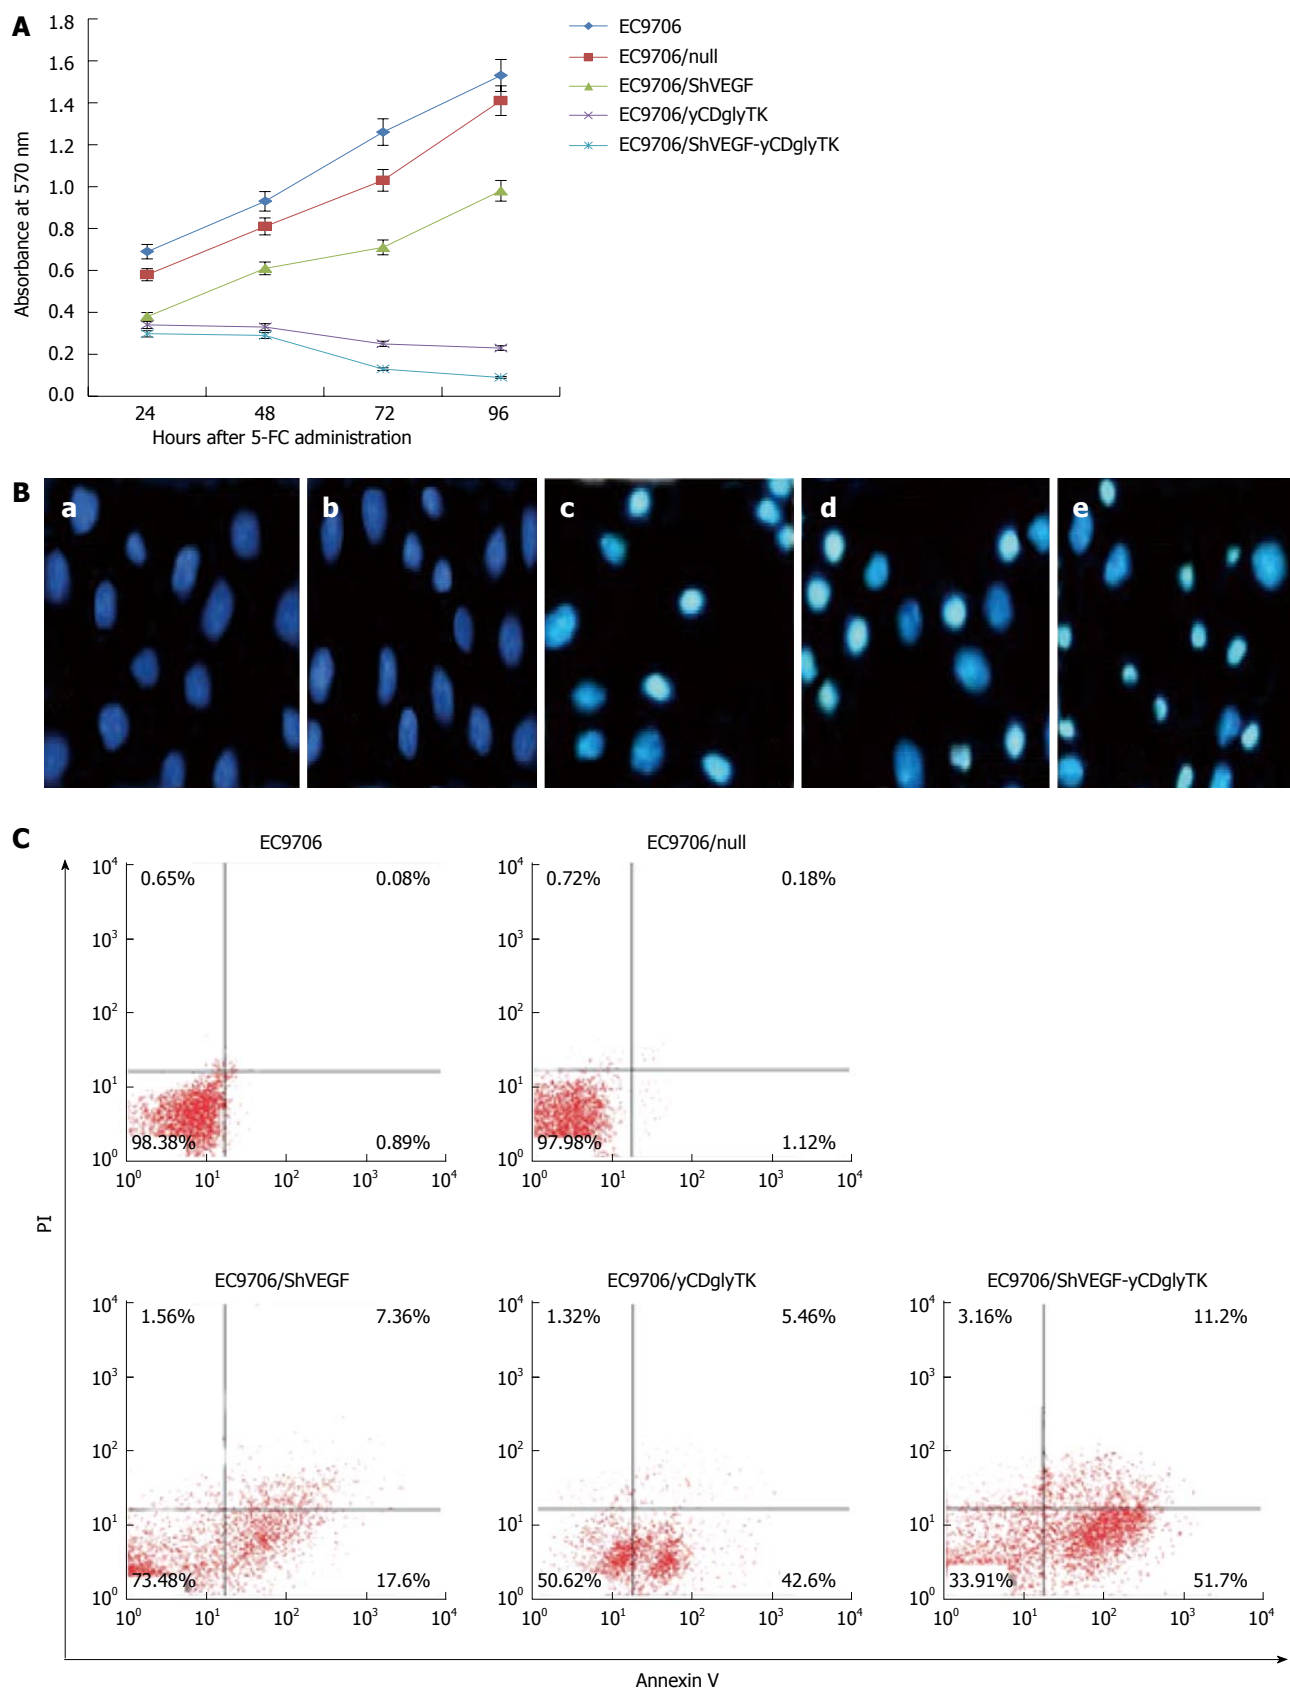 A
1.8
1.6
1.4
1.2
1.0
0.8
0.6
0.4
0.2
0.0
Absorbance at 570 nm
24 48 72 96
Hours after 5-FC administration
EC9706
EC9706/null
EC9706/ShVEGF
EC9706/yCDglyTK
EC9706/ShVEGF-yCDglyTK
B
a b c d e
C
PI
EC9706
10⁴
10³
10²
10¹
10⁰
0.65% 0.08%
98.38% 0.89%
10⁰ 10¹ 10² 10³ 10⁴
EC9706/null
10⁴
10³
10²
10¹
10⁰
0.72% 0.18%
97.98% 1.12%
10⁰ 10¹ 10² 10³ 10⁴
EC9706/ShVEGF
10⁴
10³
10²
10¹
10⁰
1.56% 7.36%
73.48% 17.6%
10⁰ 10¹ 10² 10³ 10⁴
EC9706/yCDglyTK
10⁴
10³
10²
10¹
10⁰
1.32% 5.46%
50.62% 42.6%
10⁰ 10¹ 10² 10³ 10⁴
EC9706/ShVEGF-yCDglyTK
10⁴
10³
10²
10¹
10⁰
3.16% 11.2%
33.91% 51.7%
10⁰ 10¹ 10² 10³ 10⁴
Annexin V